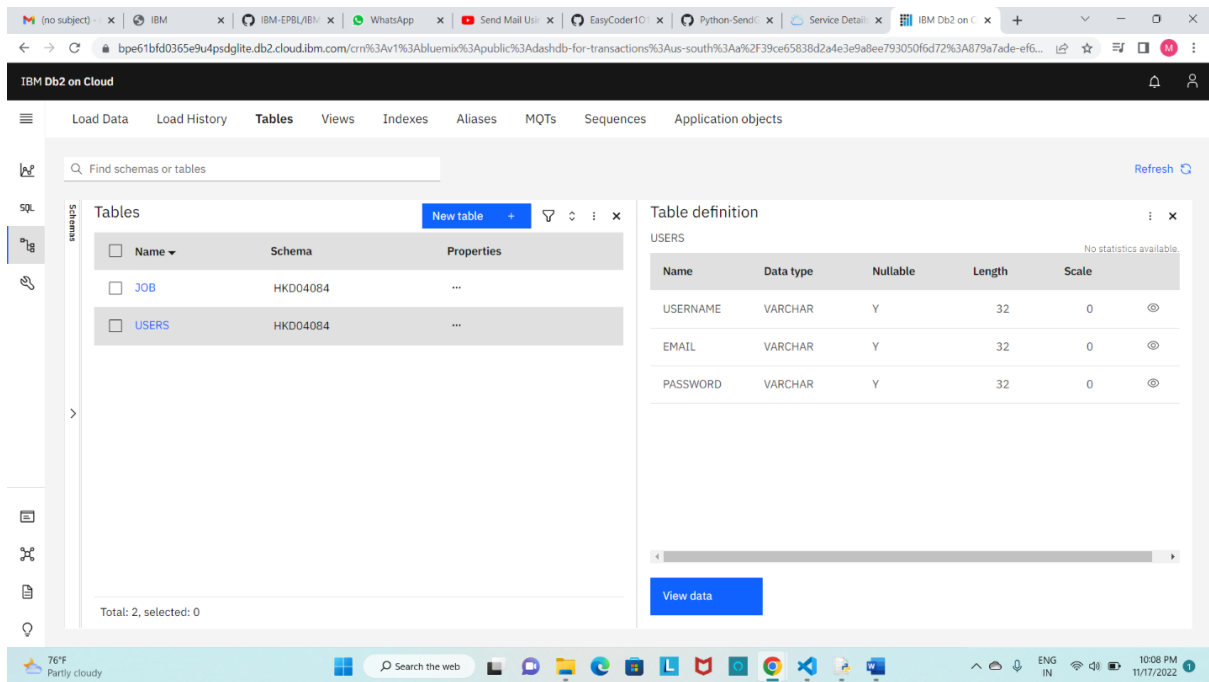 (no subject) -
IBM
IBM-EPBL/IBM
WhatsApp
Send Mail Usi
EasyCoder1O1
Python-SendG
Service Details
IBM Db2 on C
bpe61bfd0365e9u4psdglite.db2.cloud.ibm.com/crn%3Av1%3Abluemix%3Apublic%3Adashdb-for-transactions%3Aus-south%3Aa%2F39ce65838d2a4e3e9a8ee793050f6d72%3A879a7ade-ef6...
M
IBM Db2 on Cloud
Load Data Load History Tables Views Indexes Aliases MQTs Sequences Application objects
Find schemas or tables
Refresh
SQL
Schemas
Tables
New table +
Name Schema Properties
JOB HKD04084 ...
USERS HKD04084 ...
Total: 2, selected: 0
Table definition
USERS
No statistics available.
Name Data type Nullable Length Scale
USERNAME VARCHAR Y 32 0
EMAIL VARCHAR Y 32 0
PASSWORD VARCHAR Y 32 0
View data
76°F
Partly cloudy
Search the web
L
ENG
IN
10:08 PM
11/17/2022
1